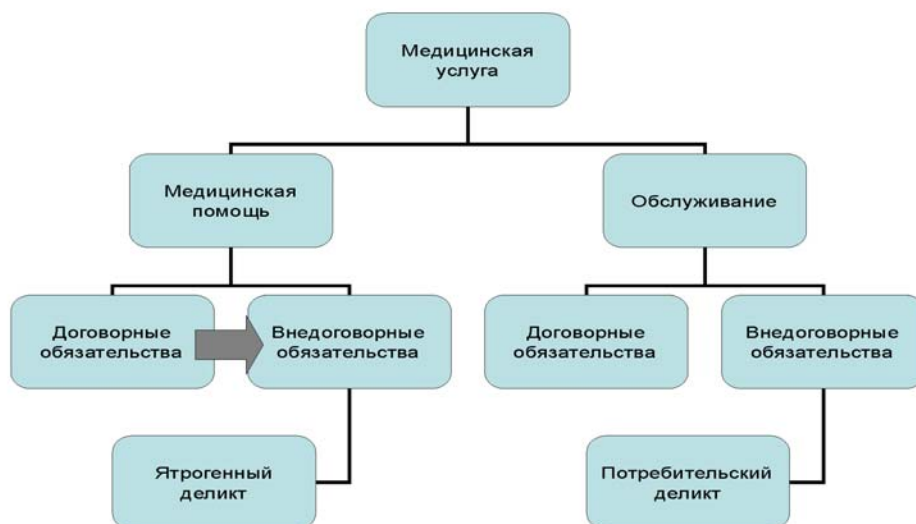 Медицинская
услуга
Медицинская
помощь
Обслуживание
Договорные
обязательства
Внедоговорные
обязательства
Договорные
обязательства
Внедоговорные
обязательства
Ятрогенный
деликт
Потребительский
деликт